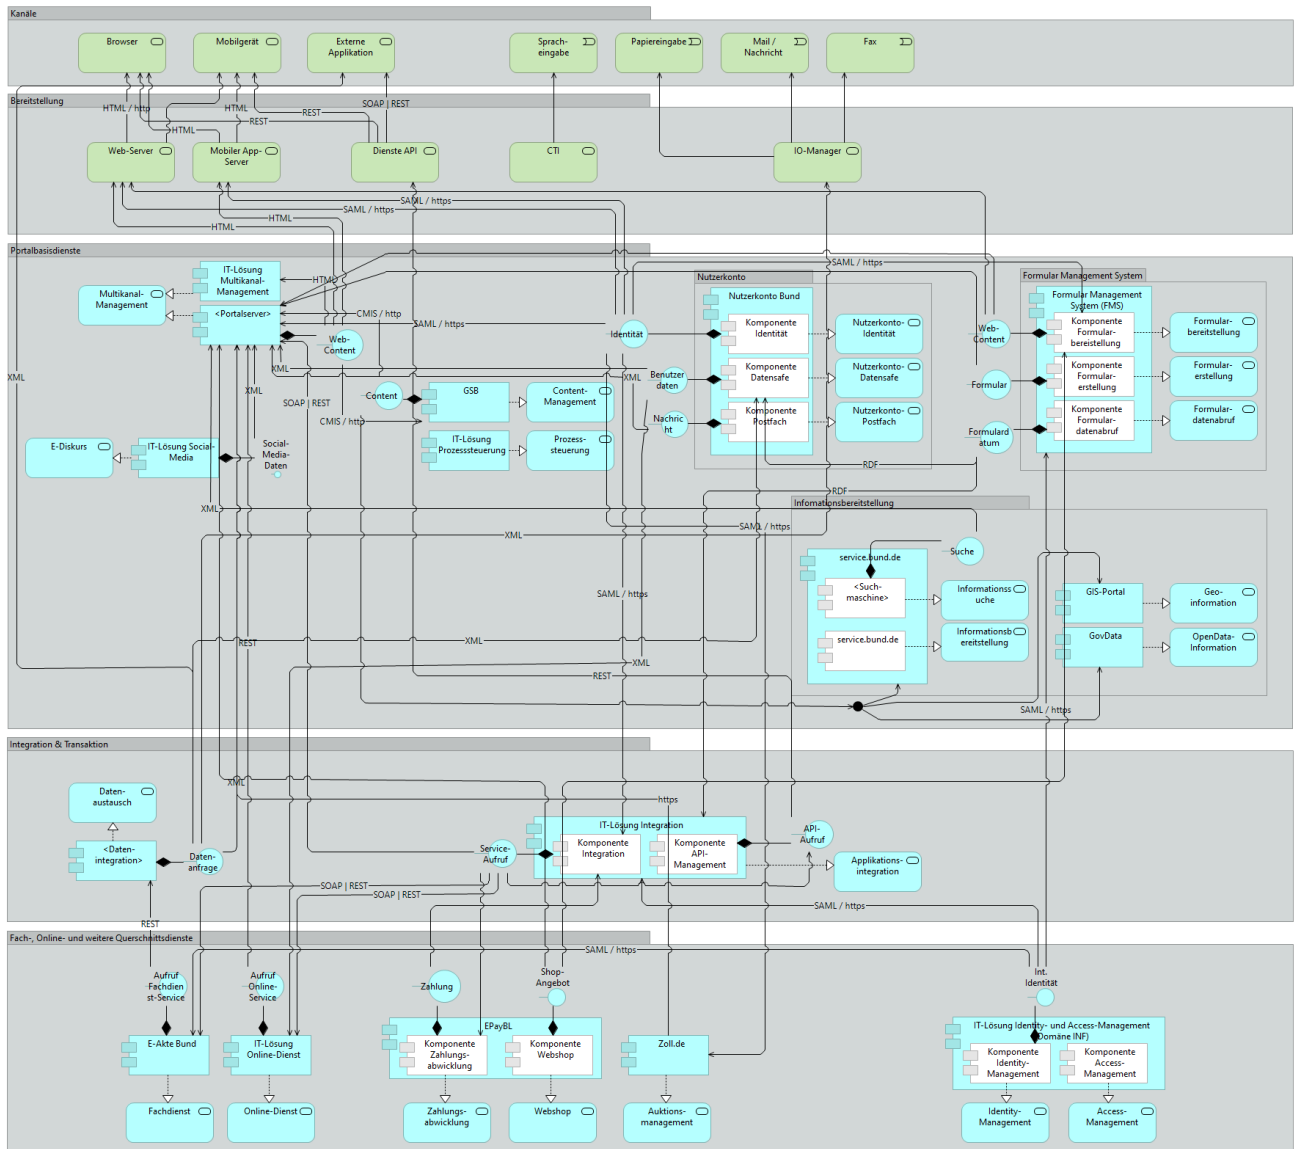 Kanäle
Browser
Mobilgerät
Externe
Applikation
Sprach-
eingabe
Papiereingabe
Mail /
Nachricht
Fax
Bereitstellung
HTML / http
HTML
REST
REST
SOAP | REST
HTML
Web-Server
Mobiler App-
Server
Dienste API
CTI
IO-Manager
SAML / https
SAML / https
HTML
HTML
Portalbasisdienste
IT-Lösung
Multikanal-
Management
HTML
Multikanal-
Management
<Portalserver>
CMIS / http
SAML / https
Web-
Content
XML
XML
XML
SOAP | REST
Content
CMIS / http
GSB
Content-
Management
IT-Lösung
Prozesssteuerung
Prozess-
steuerung
E-Diskurs
IT-Lösung Social-
Media
Social-
Media-
Daten
SAML / https
Nutzerkonto
Nutzerkonto Bund
Identität
Komponente
Identität
Nutzerkonto-
Identität
XML
Benutzer
daten
Komponente
Datensafe
Nutzerkonto-
Datensafe
Nachric
ht
Komponente
Postfach
Nutzerkonto-
Postfach
Formular Management System
Formular Management
System (FMS)
Web-
Content
Komponente
Formular-
bereistellung
Formular-
bereitstellung
Formular
Komponente
Formular-
erstellung
Formular-
erstellung
Formulard
atum
Komponente
Formular-
datenabruf
Formular-
datenabruf
RDF
RDF
XML
XML
SAML / https
Infomationsbereitstellung
service.bund.de
Suche
<Such-
maschine>
Informationss
uche
service.bund.de
Informationsb
ereitstellung
GIS-Portal
Geo-
information
GovData
OpenData-
Information
SAML / https
REST
XML
XML
REST
SAML / https
Integration & Transaktion
XML
https
Daten-
austausch
<Daten-
integration>
Daten-
anfrage
IT-Lösung Integration
Service-
Aufruf
Komponente
Integration
Komponente
API-
Management
API-
Aufruf
Applikations-
integration
SOAP | REST
SOAP | REST
SAML / https
REST
Fach-, Online- und weitere Querschnittsdienste
SAML / https
Aufruf
Fachdien
st-Service
Aufruf
Online-
Service
Zahlung
Shop-
Angebot
Int.
Identität
E-Akte Bund
IT-Lösung
Online-Dienst
EPayBL
Komponente
Zahlungs-
abwicklung
Komponente
Webshop
Zoll.de
IT-Lösung Identity- und Access-Management
(Domäne INF)
Komponente
Identity-
Management
Komponente
Access-
Management
Fachdienst
Online-Dienst
Zahlungs-
abwicklung
Webshop
Auktions-
management
Identity-
Management
Access-
Management